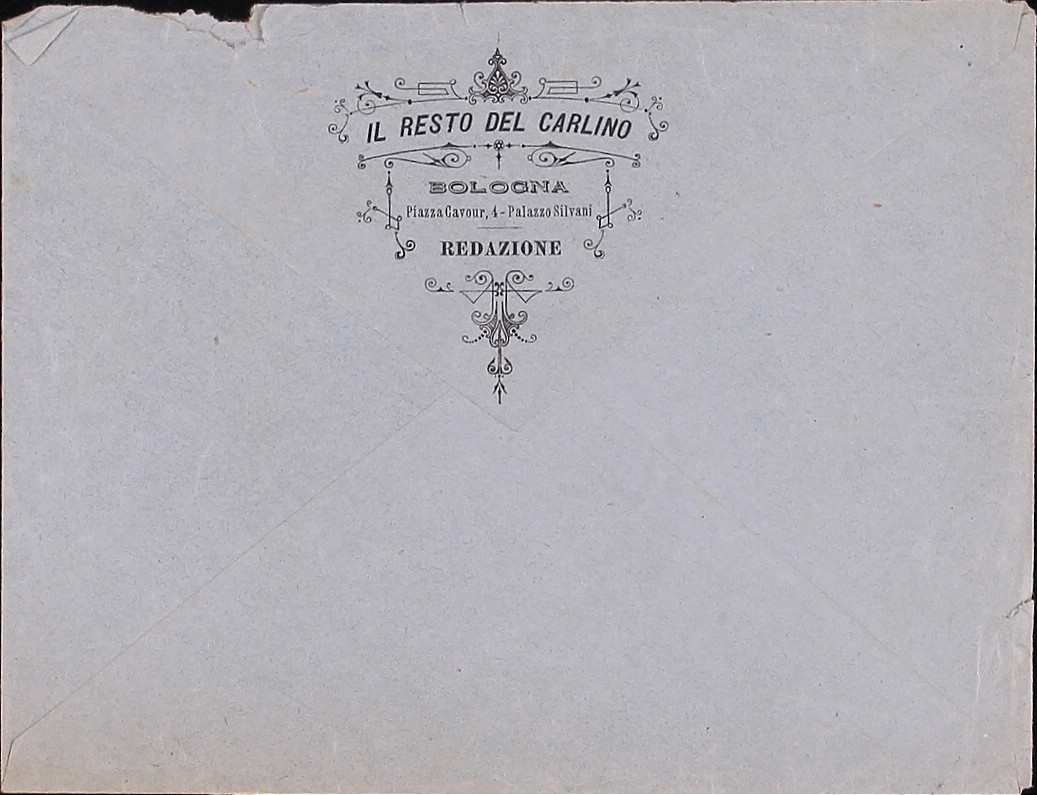 IL RESTO DEL CARLINO
BOLOGNA
Piazza Cavour, 4 - Palazzo Silvani
REDAZIONE